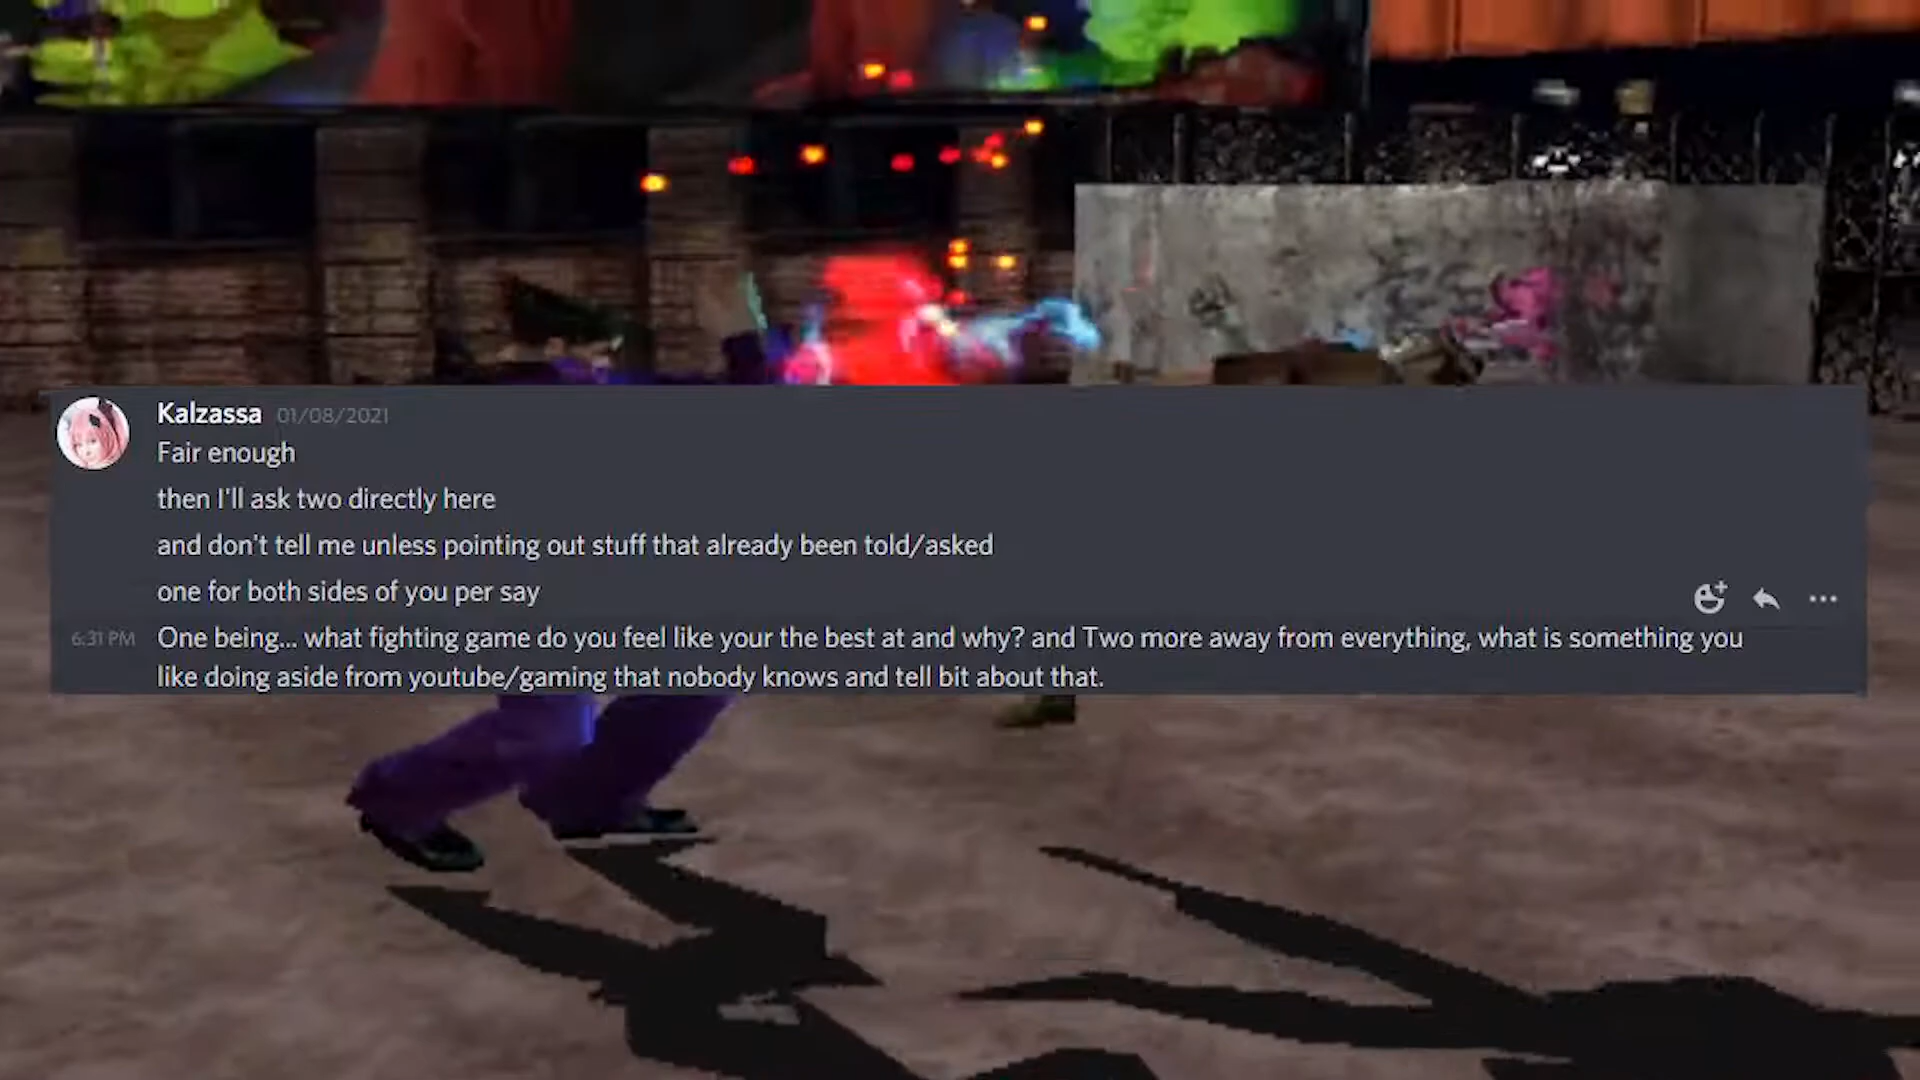 Kalzassa 01/08/2021
Fair enough
then I'll ask two directly here
and don't tell me unless pointing out stuff that already been told/asked
one for both sides of you per say
6:31 PM One being... what fighting game do you feel like your the best at and why? and Two more away from everything, what is something you
like doing aside from youtube/gaming that nobody knows and tell bit about that.